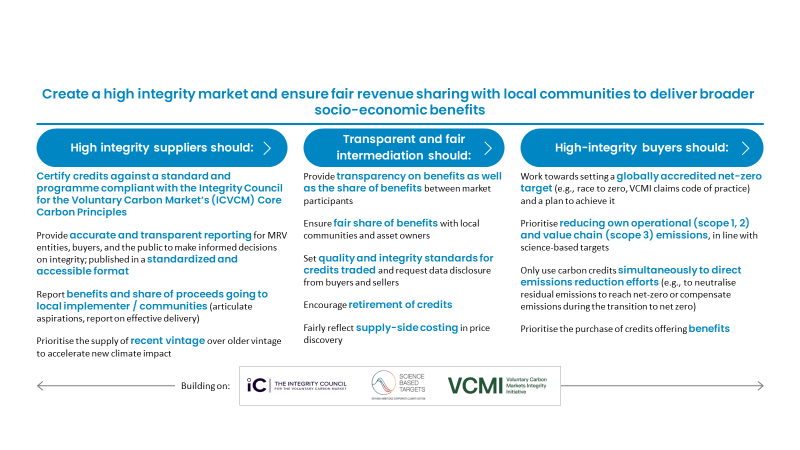 Create a high integrity market and ensure fair revenue sharing with local communities to deliver broader
socio-economic benefits
High integrity suppliers should:
Certify credits against a standard and
programme compliant with the Integrity Council
for the Voluntary Carbon Market's (ICVCM) Core
Carbon Principles
Provide accurate and transparent reporting for MRV
entities, buyers, and the public to make informed decisions
on integrity; published in a standardized and
accessible format
Report benefits and share of proceeds going to
local implementer / communities (articulate
aspirations, report on effective delivery)
Prioritise the supply of recent vintage over older vintage
to accelerate new climate impact
Transparent and fair
intermediation should:
Provide transparency on benefits as well
as the share of benefits between market
participants
Ensure fair share of benefits with local
communities and asset owners
Set quality and integrity standards for
credits traded and request data disclosure
from buyers and sellers
Encourage retirement of credits
Fairly reflect supply-side costing in price
discovery
High-integrity buyers should:
Work towards setting a globally accredited net-zero
target (e.g., race to zero, VCMI claims code of practice)
and a plan to achieve it
Prioritise reducing own operational (scope 1, 2)
and value chain (scope 3) emissions, in line with
science-based targets
Only use carbon credits simultaneously to direct
emissions reduction efforts (e.g., to neutralise
residual emissions to reach net-zero or compensate
emissions during the transition to net zero)
Prioritise the purchase of credits offering benefits
Building on:
iC THE INTEGRITY COUNCIL
FOR THE VOLUNTARY CARBON MARKET
SCIENCE
BASED
TARGETS
DRIVING AMBITIOUS CORPORATE CLIMATE ACTION
VCMI Voluntary Carbon
Markets Integrity
Initiative